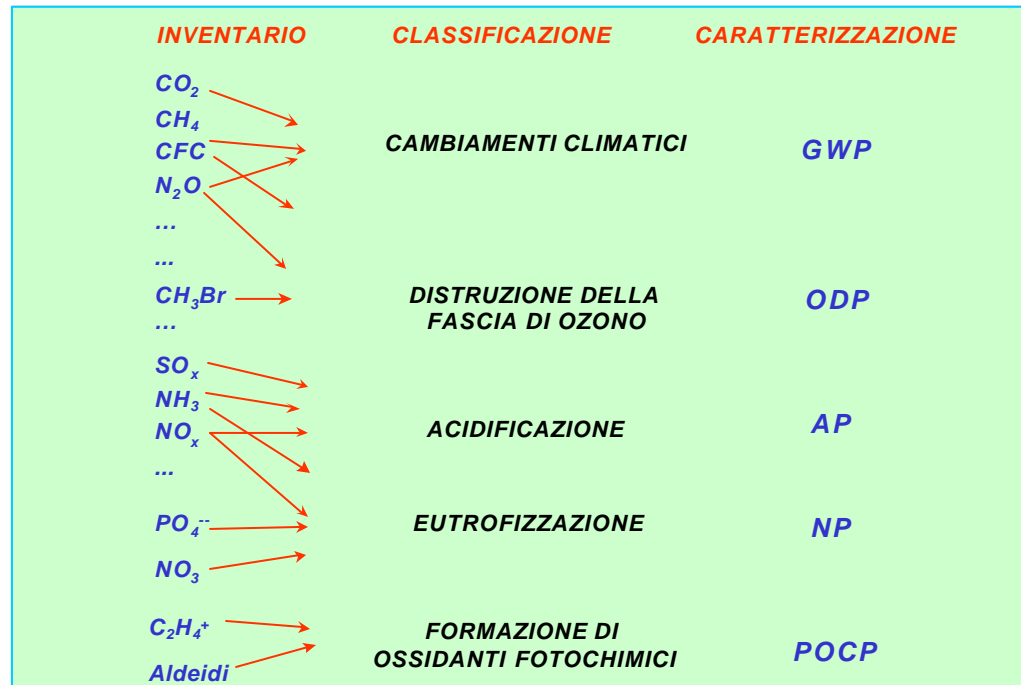 INVENTARIO CLASSIFICAZIONE CARATTERIZZAZIONE
CO₂
CH₄
CFC
CAMBIAMENTI CLIMATICI GWP
N₂O
...
...
CH₃Br
DISTRUZIONE DELLA
FASCIA DI OZONO
ODP
...
SOₓ
NH₃
NOₓ
ACIDIFICAZIONE AP
...
PO₄⁻⁻
EUTROFIZZAZIONE NP
NO₃
C₂H₄⁺
FORMAZIONE DI
OSSIDANTI FOTOCHIMICI
POCP
Aldeidi